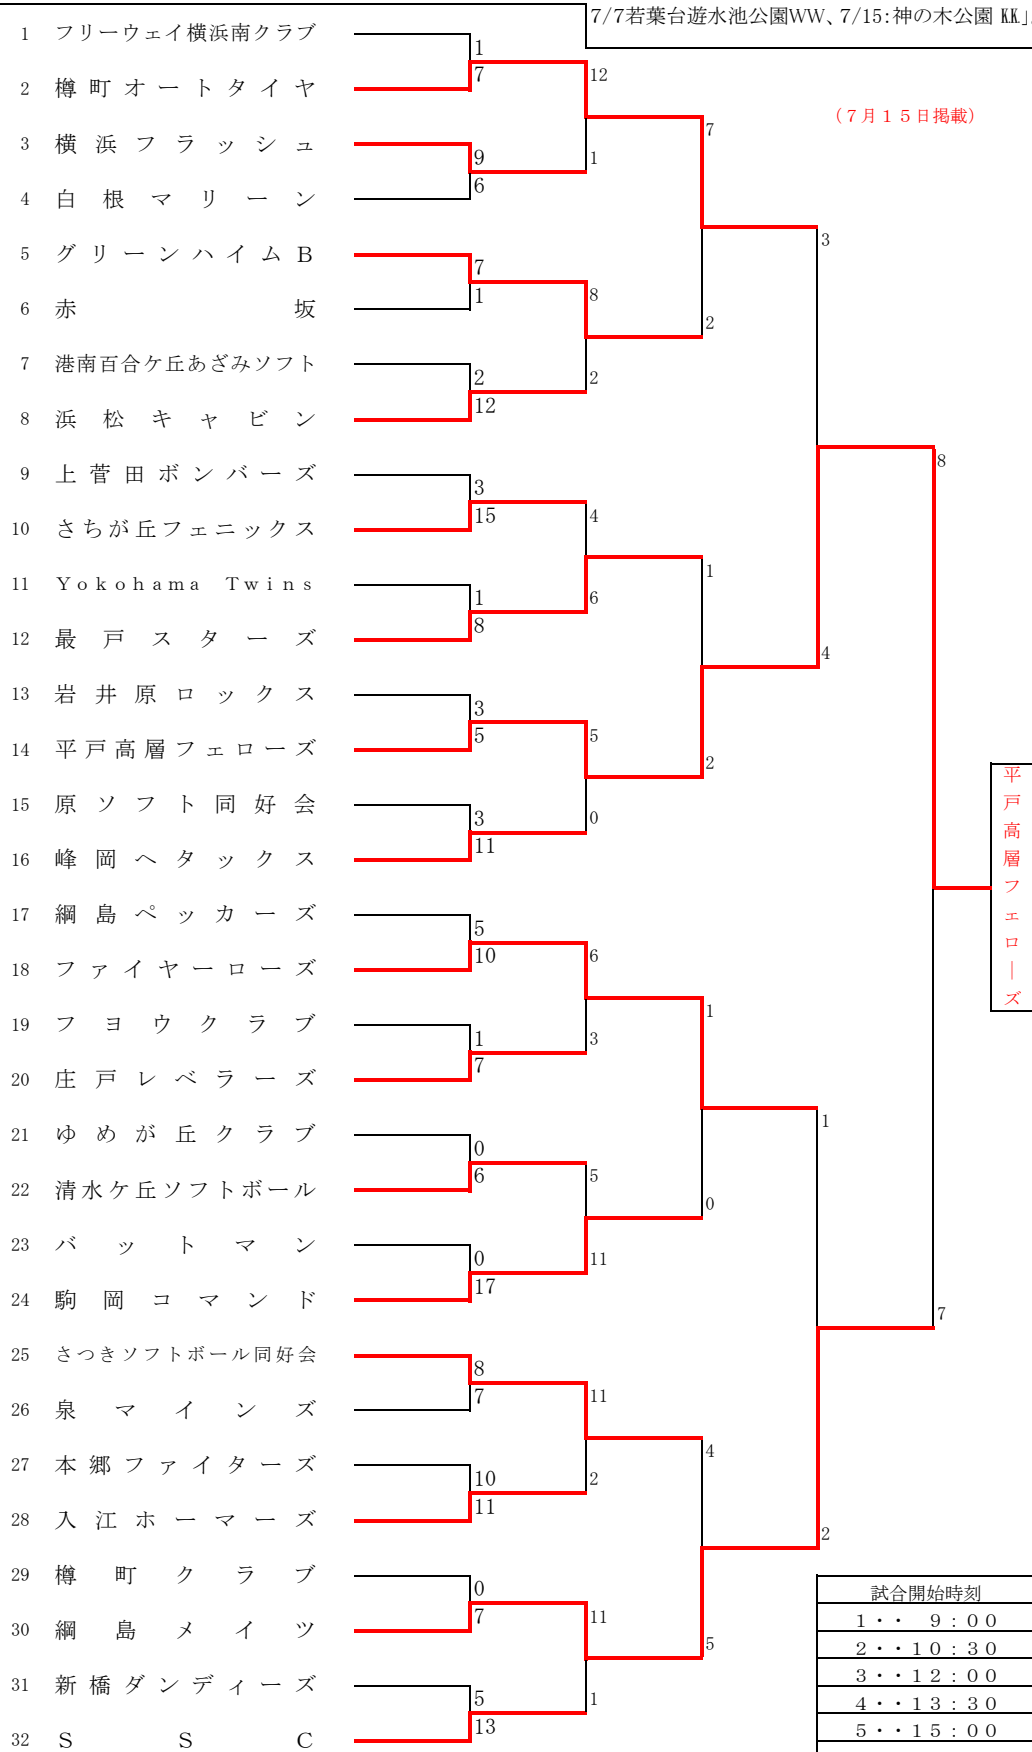 7/7若葉台遊水池公園WW、7/15:神の木公園 KK」
(7月15日掲載)
1 フリーウェイ横浜南クラブ
1
7
2 樽町オートタイヤ
12
7
3 横浜フラッシュ
9
6
1
4 白根マリーン
3
5 グリーンハイムB
7
1
8
6 赤坂
2
7 港南百合ケ丘あざみソフト
2
12
2
8 浜松キャビン
8
9 上菅田ボンバーズ
3
15
4
10 さちが丘フェニックス
1
11 Yokohama Twins
1
8
6
12 最戸スターズ
4
13 岩井原ロックス
3
5
5
14 平戸高層フェローズ
2
15 原ソフト同好会
3
11
0
16 峰岡ヘタックス
平戸高層フェローズ
17 綱島ペッカーズ
5
10
6
18 ファイヤーローズ
1
19 フヨウクラブ
1
7
3
20 庄戸レベラーズ
1
21 ゆめが丘クラブ
0
6
5
22 清水ケ丘ソフトボール
0
23 バットマン
0
17
11
24 駒岡コマンド
7
25 さつきソフトボール同好会
8
7
11
26 泉マインズ
4
27 本郷ファイターズ
10
11
2
28 入江ホーマーズ
2
29 樽町クラブ
0
7
11
30 綱島メイツ
5
31 新橋ダンディーズ
5
13
1
32 SSC
試合開始時刻
1・・ 9:00
2・・10:30
3・・12:00
4・・13:30
5・・15:00